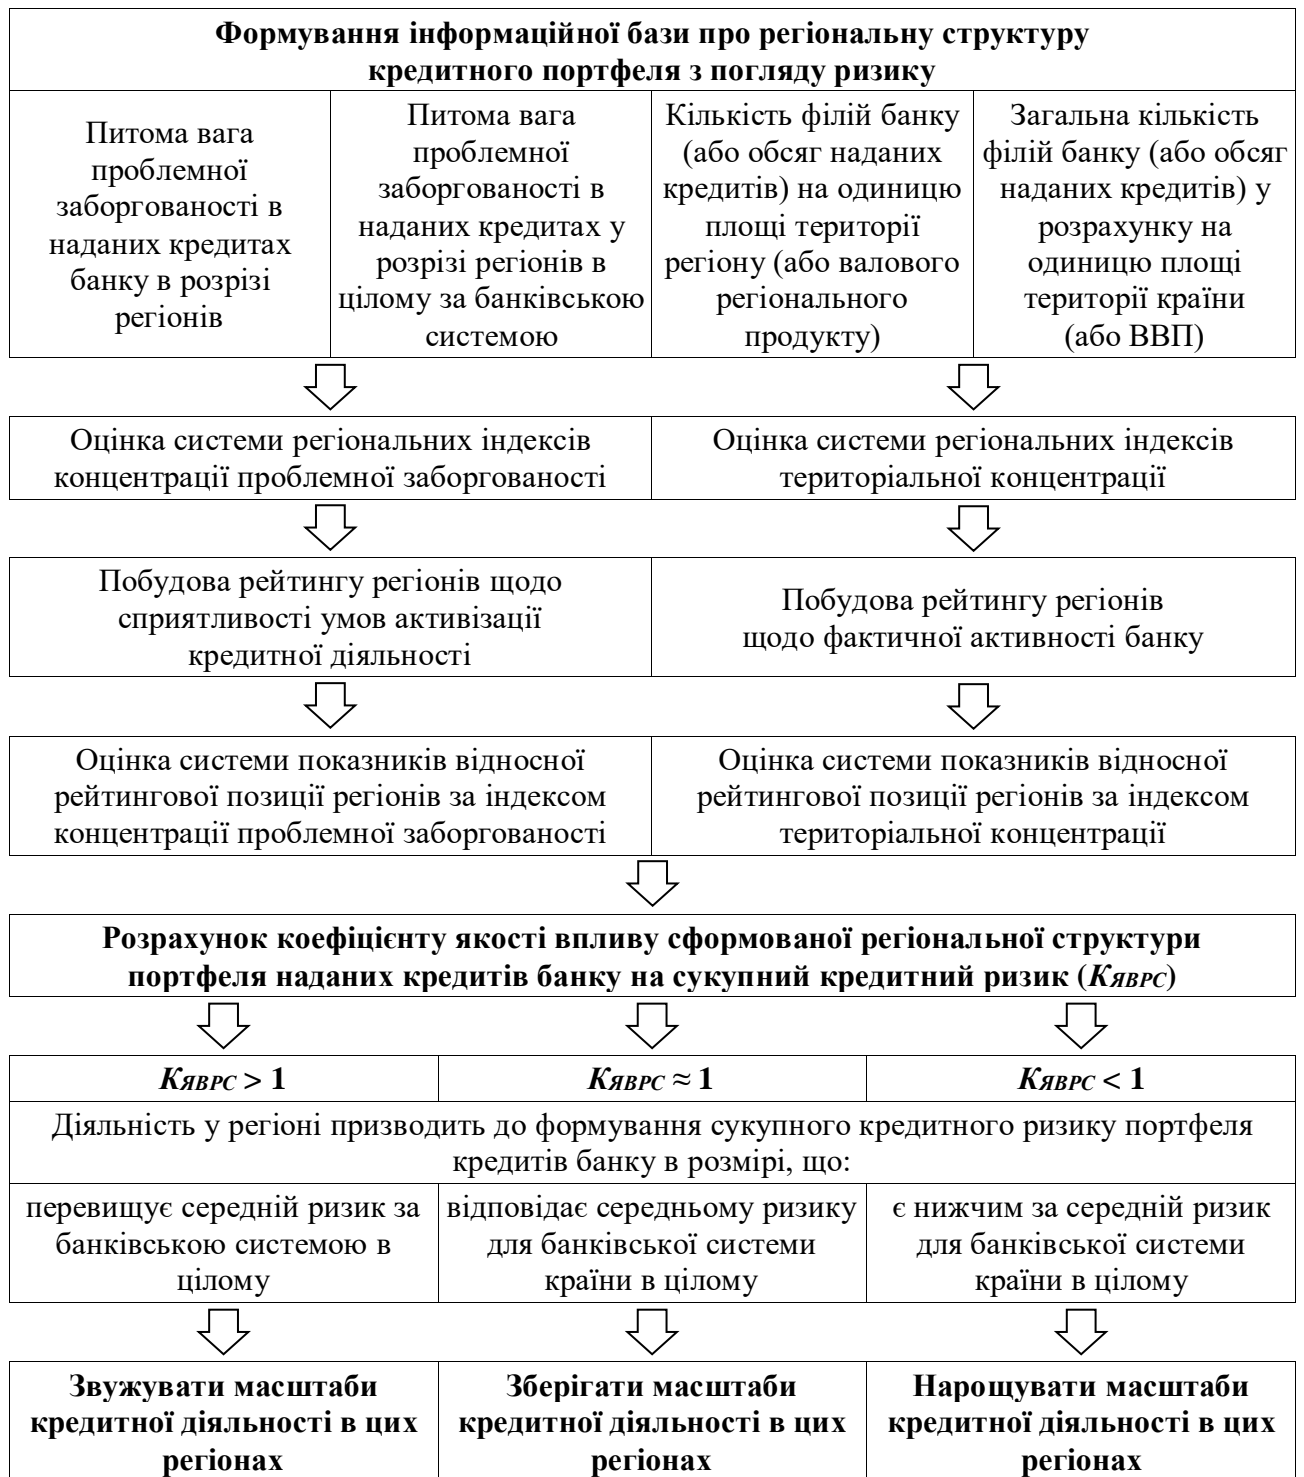 Формування інформаційної бази про регіональну структуру
кредитного портфеля з погляду ризику
Питома вага
проблемної
заборгованості в
наданих кредитах
банку в розрізі
регіонів
Питома вага
проблемної
заборгованості в
наданих кредитах у
розрізі регіонів в
цілому за банківською
системою
Кількість філій банку
(або обсяг наданих
кредитів) на одиницю
площі території
регіону (або валового
регіонального
продукту)
Загальна кількість
філій банку (або обсяг
наданих кредитів) у
розрахунку на
одиницю площі
території країни
(або ВВП)
Оцінка системи регіональних індексів
концентрації проблемної заборгованості
Оцінка системи регіональних індексів
територіальної концентрації
Побудова рейтингу регіонів щодо
сприятливості умов активізації
кредитної діяльності
Побудова рейтингу регіонів
щодо фактичної активності банку
Оцінка системи показників відносної
рейтингової позиції регіонів за індексом
концентрації проблемної заборгованості
Оцінка системи показників відносної
рейтингової позиції регіонів за індексом
територіальної концентрації
Розрахунок коефіцієнту якості впливу сформованої регіональної структури
портфеля наданих кредитів банку на сукупний кредитний ризик (КЯВРС)
КЯВРС > 1
КЯВРС ≈ 1
КЯВРС < 1
Діяльність у регіоні призводить до формування сукупного кредитного ризику портфеля
кредитів банку в розмірі, що:
перевищує середній ризик за
банківською системою в
цілому
відповідає середньому ризику
для банківської системи
країни в цілому
є нижчим за середній ризик
для банківської системи
країни в цілому
Звужувати масштаби
кредитної діяльності в цих
регіонах
Зберігати масштаби
кредитної діяльності в цих
регіонах
Нарощувати масштаби
кредитної діяльності в цих
регіонах